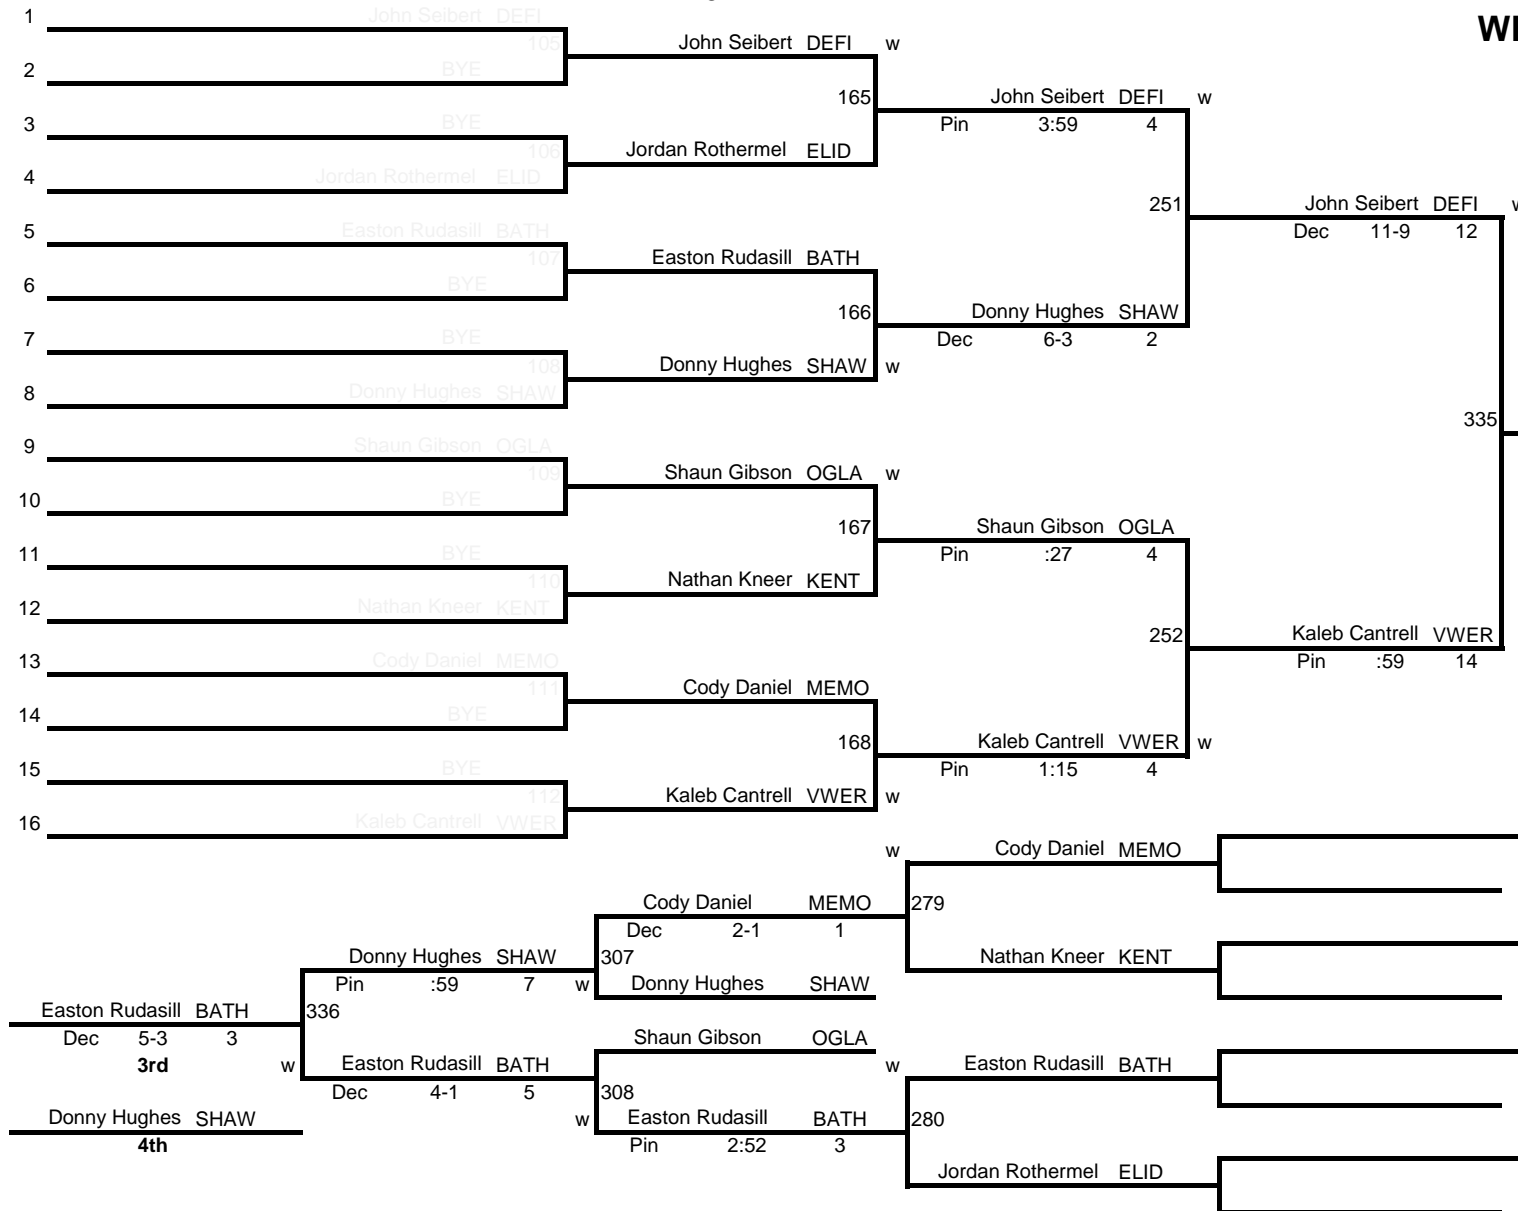 1 John Seibert DEFI
WI
105
John Seibert DEFI w
2 BYE
165
John Seibert DEFI w
3 BYE
Pin 3:59 4
106
Jordan Rothermel ELID
4 Jordan Rothermel ELID
251
John Seibert DEFI w
5 Easton Rudasill BATH
Dec 11-9 12
107
Easton Rudasill BATH
6 BYE
166
Donny Hughes SHAW
7 BYE
Dec 6-3 2
108
Donny Hughes SHAW w
8 Donny Hughes SHAW
335
9 Shaun Gibson OGLA
109
Shaun Gibson OGLA w
10 BYE
167
Shaun Gibson OGLA
11 BYE
Pin :27 4
110
Nathan Kneer KENT
12 Nathan Kneer KENT
252
Kaleb Cantrell VWER
13 Cody Daniel MEMO
Pin :59 14
111
Cody Daniel MEMO
14 BYE
168
Kaleb Cantrell VWER w
15 BYE
Pin 1:15 4
112
Kaleb Cantrell VWER w
16 Kaleb Cantrell VWER
w Cody Daniel MEMO
Cody Daniel MEMO
279
Dec 2-1 1
Donny Hughes SHAW
307
Nathan Kneer KENT
Pin :59 7 w
Donny Hughes SHAW
Easton Rudasill BATH
336
Dec 5-3 3
Shaun Gibson OGLA
3rd w
Easton Rudasill BATH
w Easton Rudasill BATH
Dec 4-1 5
308
Donny Hughes SHAW
w Easton Rudasill BATH
280
4th
Pin 2:52 3
Jordan Rothermel ELID